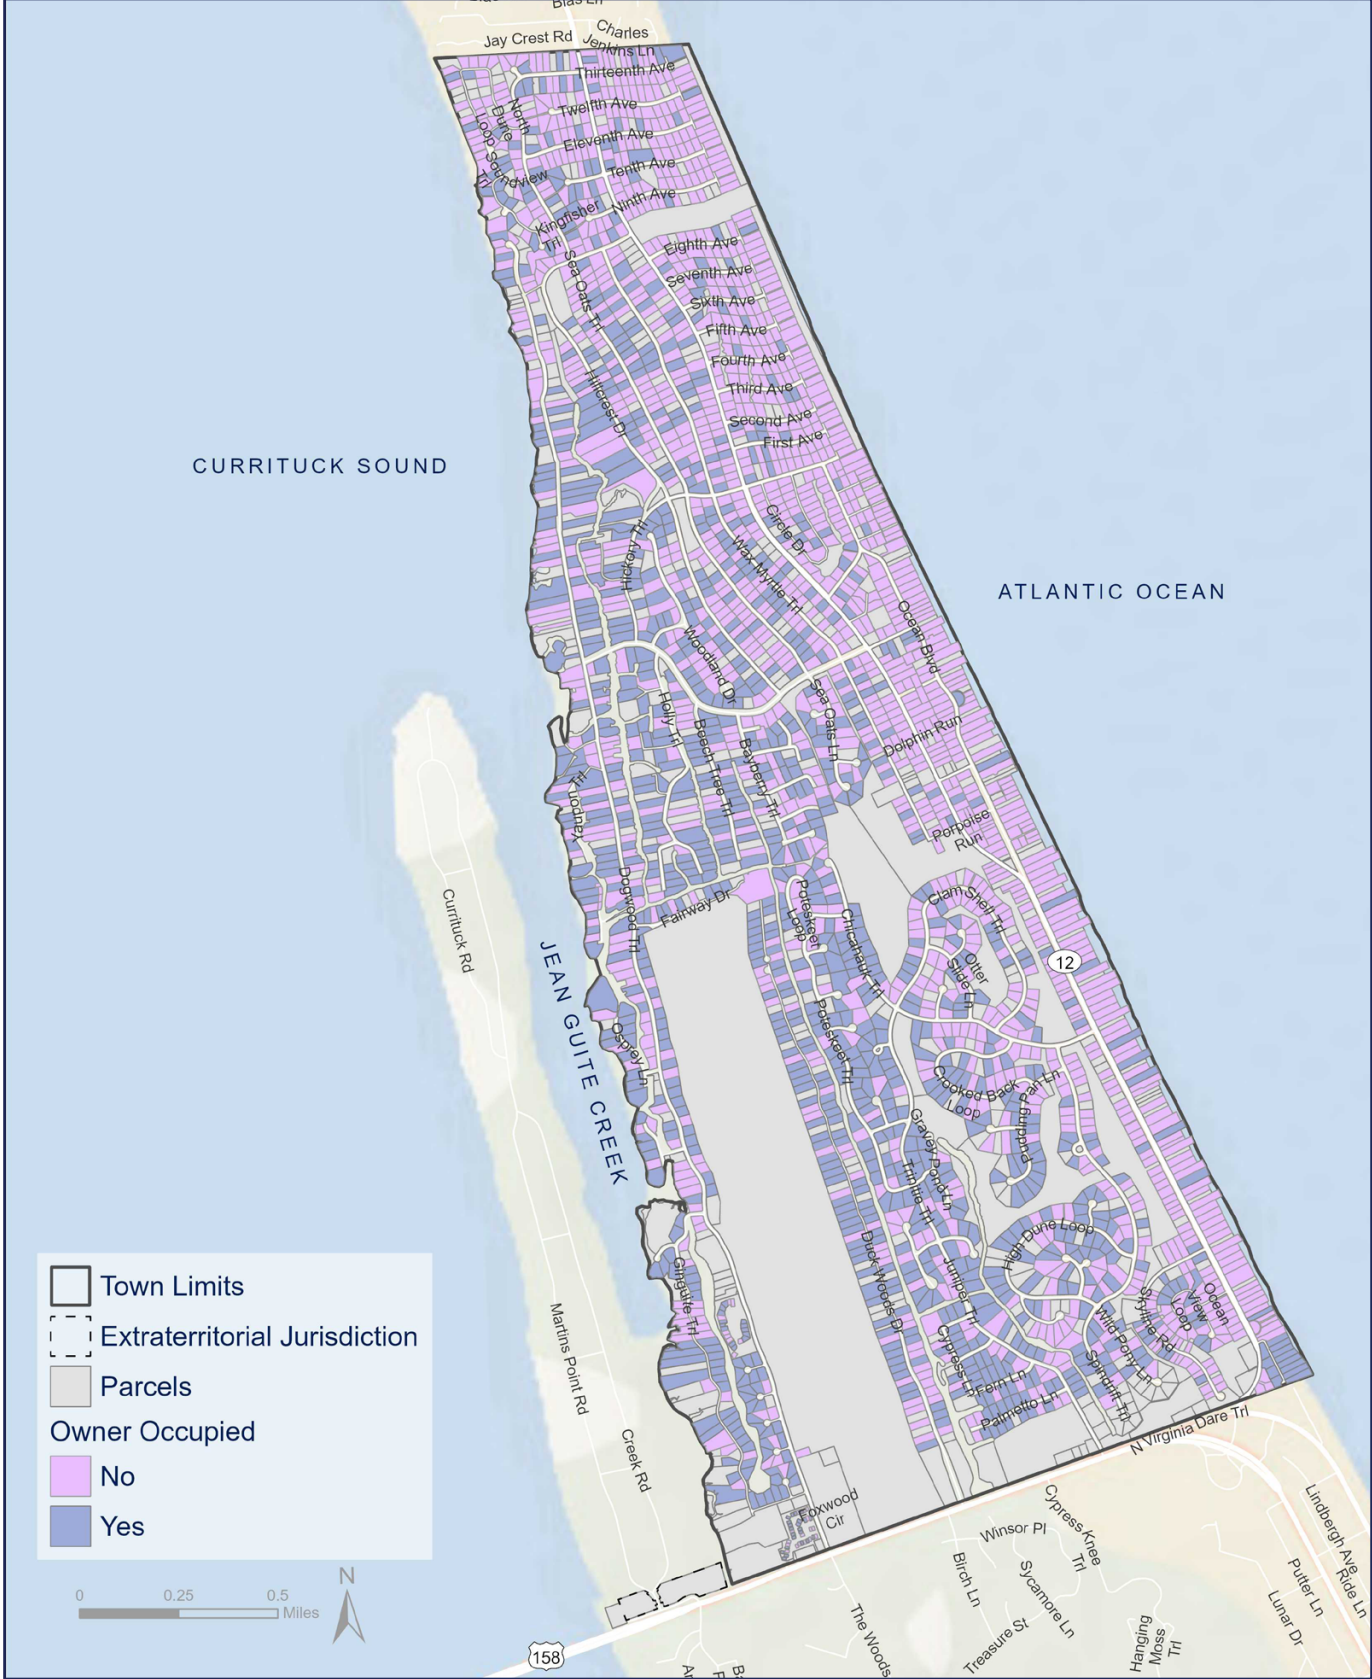 Blas Ln
Jay Crest Rd
Charles
Jenkins Ln
Thirteenth Ave
North
Dune
Loop
Twelfth Ave
Eleventh Ave
Soundview
Trl
Tenth Ave
Ninth Ave
Kingfisher
Trl
Eighth Ave
Sea Oats Trl
Seventh Ave
Sixth Ave
Fifth Ave
Fourth Ave
Hillcrest Dr
Third Ave
Second Ave
First Ave
CURRITUCK SOUND
Circle Dr
Hickory Trl
Wax Myrtle Trl
ATLANTIC OCEAN
Ocean Blvd
Woodland Dr
Sea Oats Ln
Holly Trl
Beech Tree Trl
Bayberry Trl
Dolphin Run
Yaupon Trl
Porpoise
Run
Dogwood Trl
Fairway Dr
Poteskeet
Loop
Clam Shell Trl
Chicahauk Trl
Currituck Rd
12
Otter
Slide Ln
JEAN GUITE CREEK
Osprey Ln
Poteskeet Trl
Crooked Back
Loop
Pudding Pan Ln
Gravey Pond Ln
Trinitie Trl
High Dune Loop
Duck Woods Dr
Ginguite Trl
Juniper Trl
Ocean
View
Loop
Skyline Rd
Wild Pony Ln
Martins Point Rd
Cypress Ln
Spindrift Trl
Fern Ln
Palmetto Ln
N Virginia Dare Trl
Creek Rd
Foxwood
Cir
Town Limits
Extraterritorial Jurisdiction
Parcels
Owner Occupied
No
Yes
0 0.25 0.5
Miles
N
Winsor Pl
Cypress Knee
Trl
Lindbergh Ave
Birch Ln
Sycamore Ln
Putter Ln
Ride Ln
Lunar Dr
The Woods
Treasure St
Hanging
Moss
Trl
158